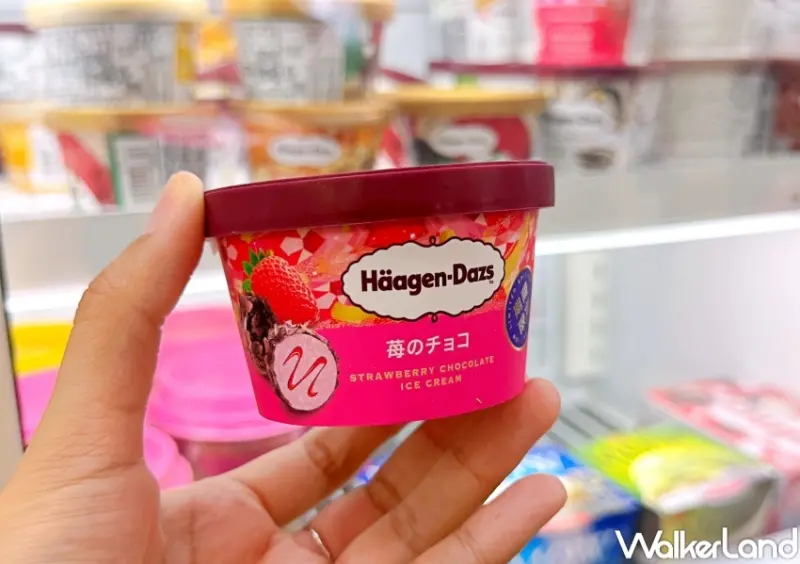 Häagen-Dazs
苺のチョコ
STRAWBERRY CHOCOLATE
ICE CREAM
WalkerLand